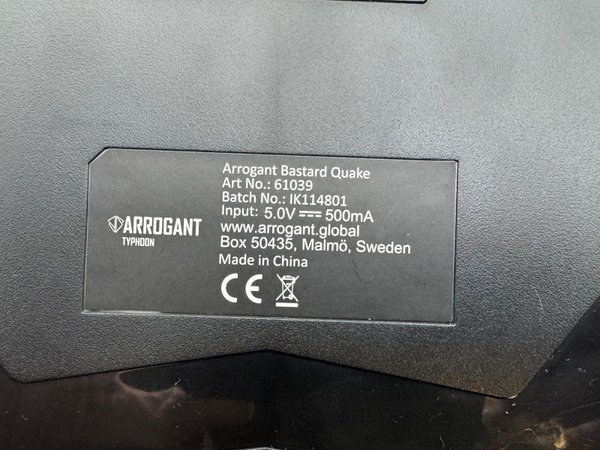 Arrogant Bastard Quake
Art No.: 61039
Batch No.: IK114801
Input: 5.0V 500mA
www.arrogant.global
Box 50435, Malmö, Sweden
Made in China
CE
ARROGANT
TYPHOON